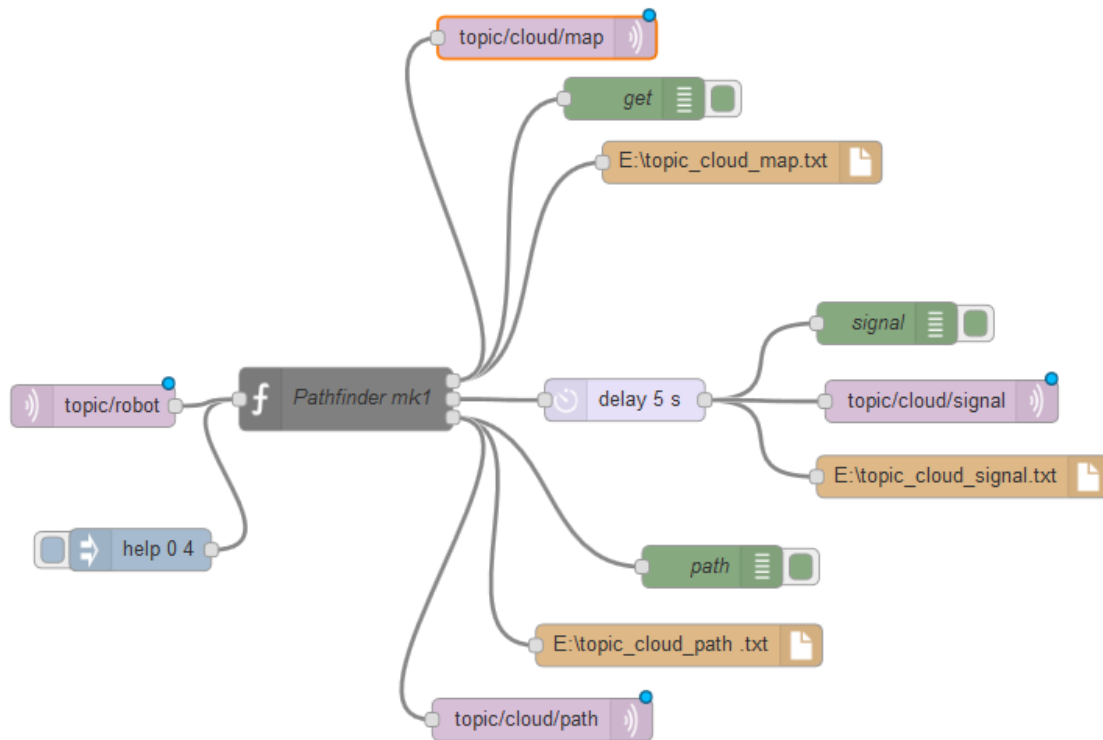 topic/cloud/map
get
E:\topic_cloud_map.txt
signal
topic/robot
Pathfinder mk1
delay 5 s
topic/cloud/signal
E:\topic_cloud_signal.txt
help 0 4
path
E:\topic_cloud_path .txt
topic/cloud/path